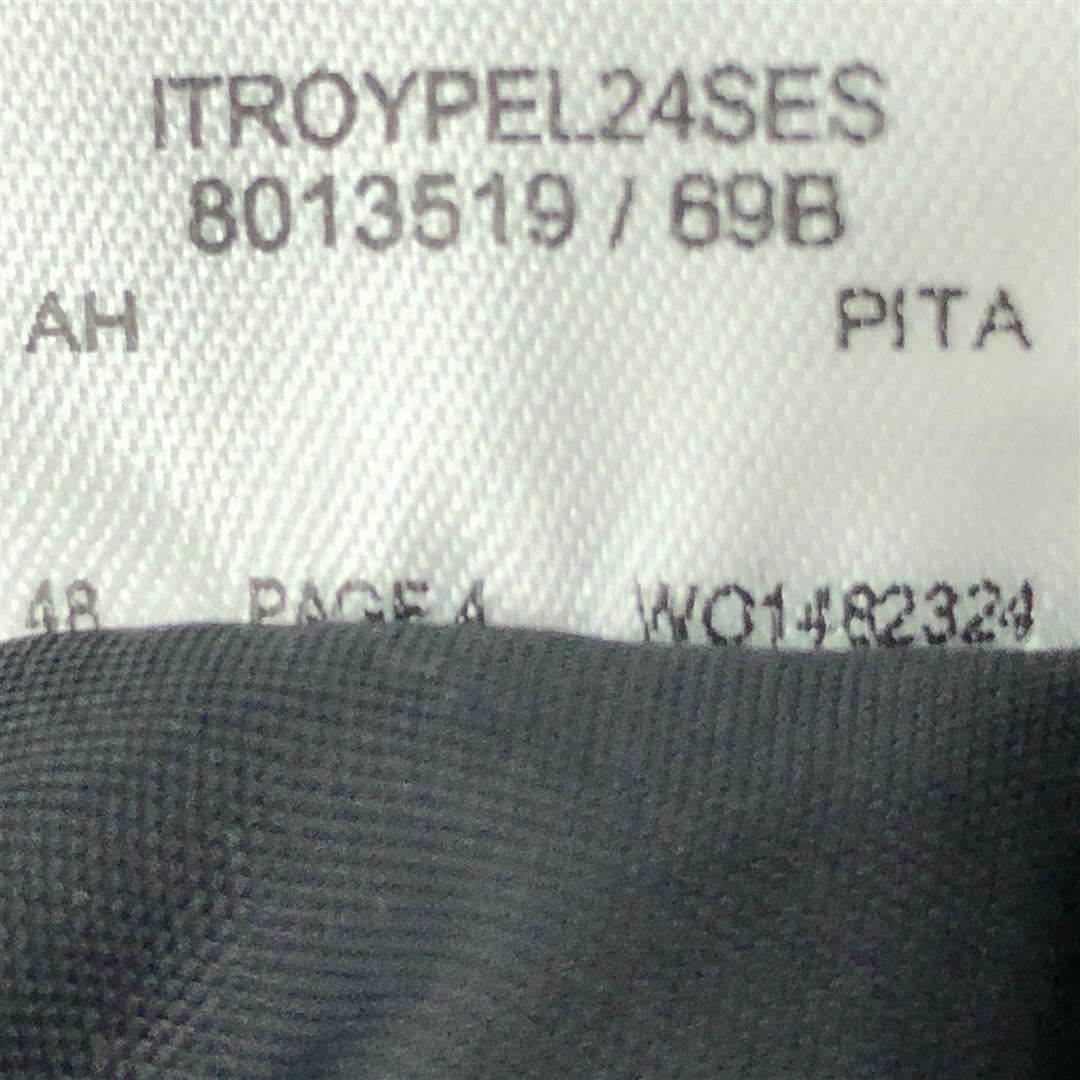 ITROYPEL24SES
8013519 / 69B
AH PITA
48 PAGE 4 WO1482324